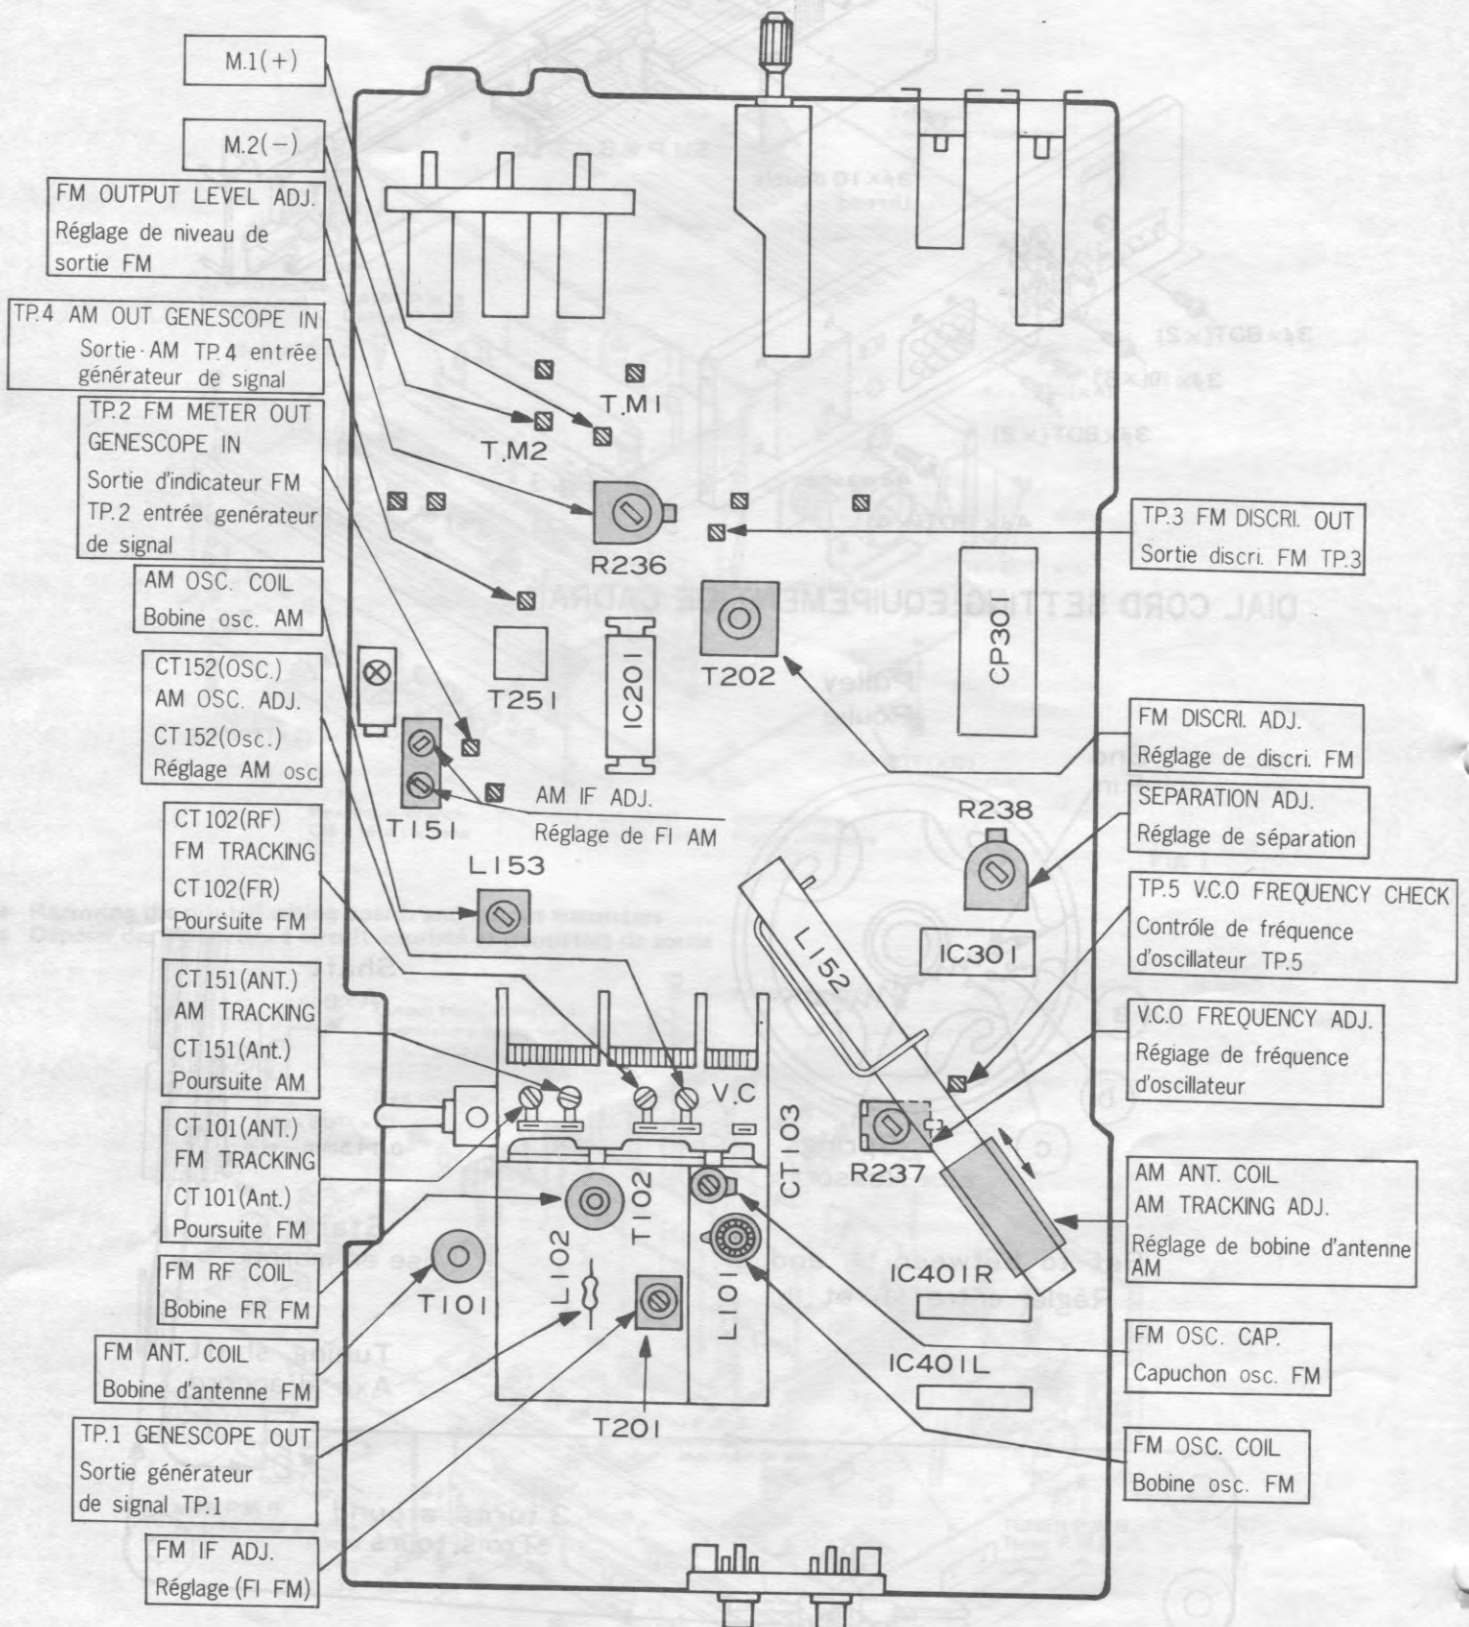 M.1(+)
M.2(-)
FM OUTPUT LEVEL ADJ.
Réglage de niveau de
sortie FM
TP.4 AM OUT GENESCOPE IN
Sortie·AM TP.4 entrée
générateur de signal
TP.2 FM METER OUT
GENESCOPE IN
Sortie d'indicateur FM
TP.2 entrée genérateur
de signal
AM OSC. COIL
Bobine osc. AM
CT152(OSC.)
AM OSC. ADJ.
CT152(Osc.)
Réglage AM osc.
CT102(RF)
FM TRACKING
CT102(FR)
Poursuite FM
CT151(ANT.)
AM TRACKING
CT151(Ant.)
Poursuite AM
CT101(ANT.)
FM TRACKING
CT101(Ant.)
Poursuite FM
FM RF COIL
Bobine FR FM
FM ANT. COIL
Bobine d'antenne FM
TP.1 GENESCOPE OUT
Sortie générateur
de signal TP.1
FM IF ADJ.
Réglage (FI FM)
T.M1
T.M2
R236
T251
IC201
T202
CP301
T151
AM IF ADJ.
Réglage de FI AM
L153
R238
L152
IC301
V.C
CT103
R237
T102
L102
T101
L101
T201
IC401R
IC401L
TP.3 FM DISCRI. OUT
Sortie discri. FM TP.3
FM DISCRI. ADJ.
Réglage de discri. FM
SEPARATION ADJ.
Réglage de séparation
TP.5 V.C.O FREQUENCY CHECK
Contróle de fréquence
d'oscillateur TP.5
V.C.O FREQUENCY ADJ.
Régiage de fréquence
d'oscillateur
AM ANT. COIL
AM TRACKING ADJ.
Réglage de bobine d'antenne
AM
FM OSC. CAP.
Capuchon osc. FM
FM OSC. COIL
Bobine osc. FM